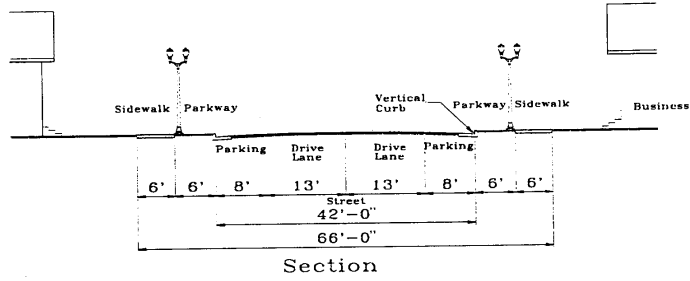 Sidewalk Parkway
Vertical
Curb
Parkway Sidewalk
Business
Parking Drive
Lane Drive
Lane Parking
6' 6' 8' 13' 13' 8' 6' 6'
Street
42'-0"
66'-0"
Section